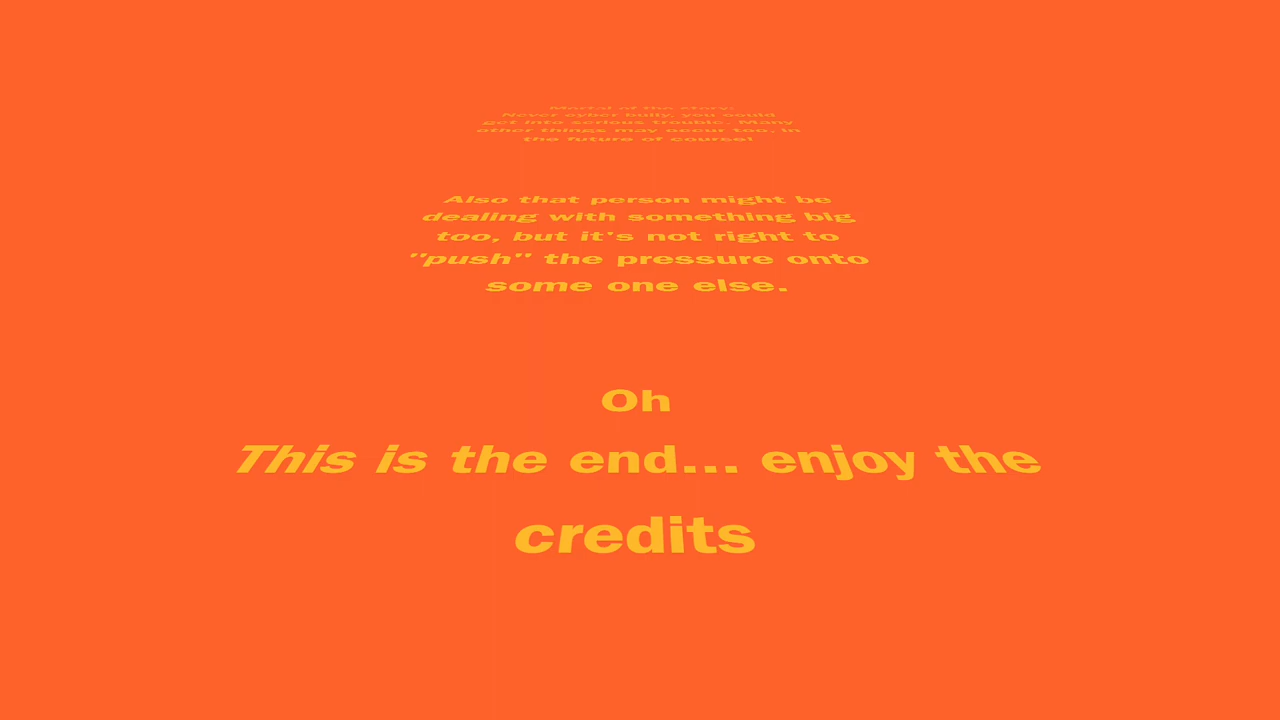 Mortal of the story:
Never cyber bully, you could
get into serious trouble. Many
other things may occur too, in
the future of course!
Also that person might be
dealing with something big
too, but it's not right to
"push" the pressure onto
some one else.
Oh
This is the end... enjoy the
credits